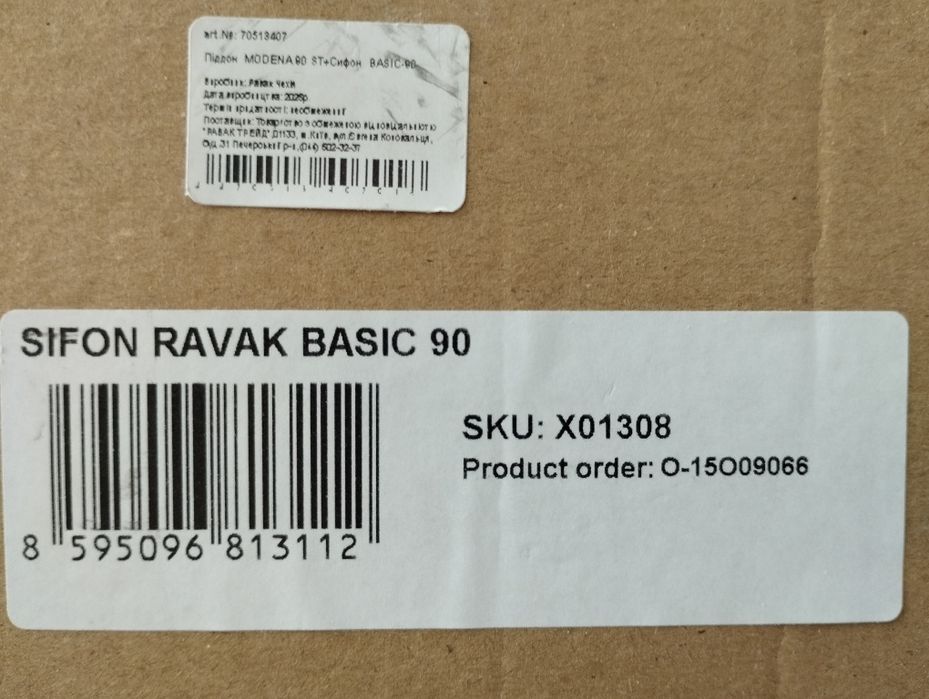 art.№: 70513407
Піддон MODENA 90 ST+Сифон BASIC-90
Виробник: Равак Чехія
Дата виробництва: 2025р.
Термін придатності: необмежений
Постащик: Товариство з обмеженою відповідальністю
"РАВАК ТРЕЙД" 01133, м.Київ, вул.Євгена Коновальця,
буд.31 Печерський р-н,(044) 502-32-37
SIFON RAVAK BASIC 90
SKU: X01308
Product order: O-15O09066
8 595096 813112